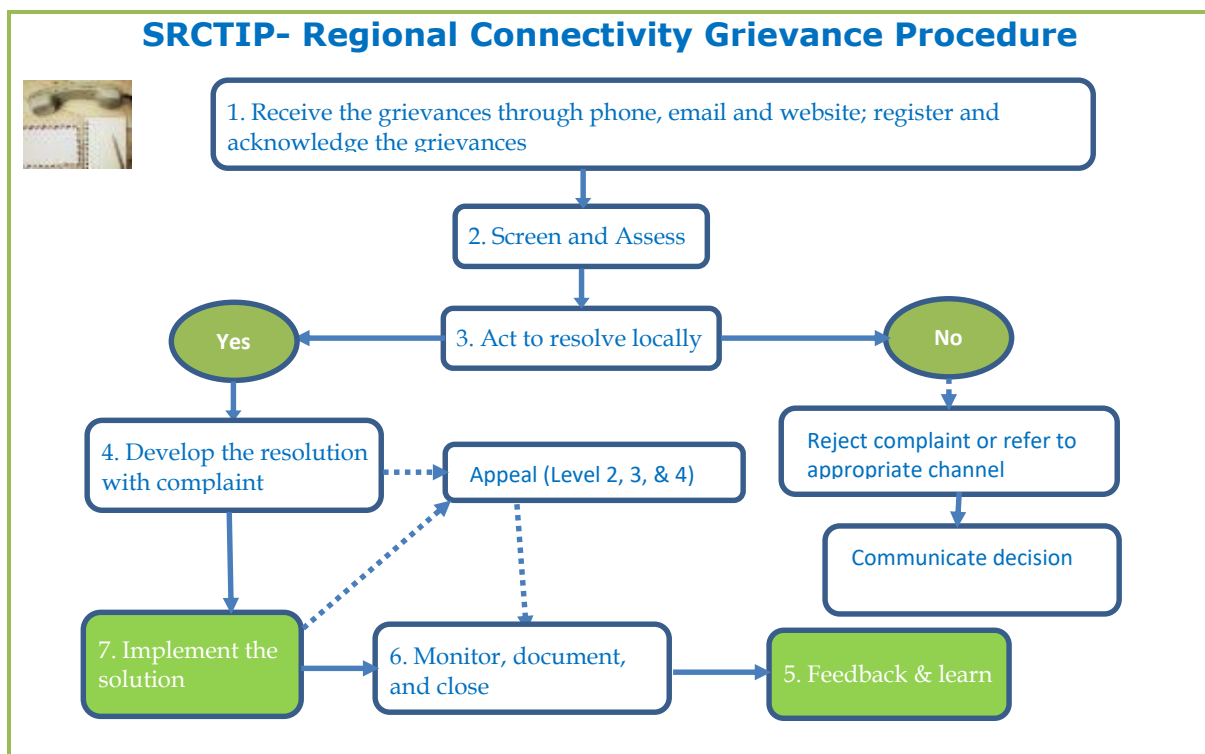 SRCTIP- Regional Connectivity Grievance Procedure
1. Receive the grievances through phone, email and website; register and
acknowledge the grievances
2. Screen and Assess
Yes
3. Act to resolve locally
No
4. Develop the resolution
with complaint
Appeal (Level 2, 3, & 4)
Reject complaint or refer to
appropriate channel
Communicate decision
7. Implement the
solution
6. Monitor, document,
and close
5. Feedback & learn